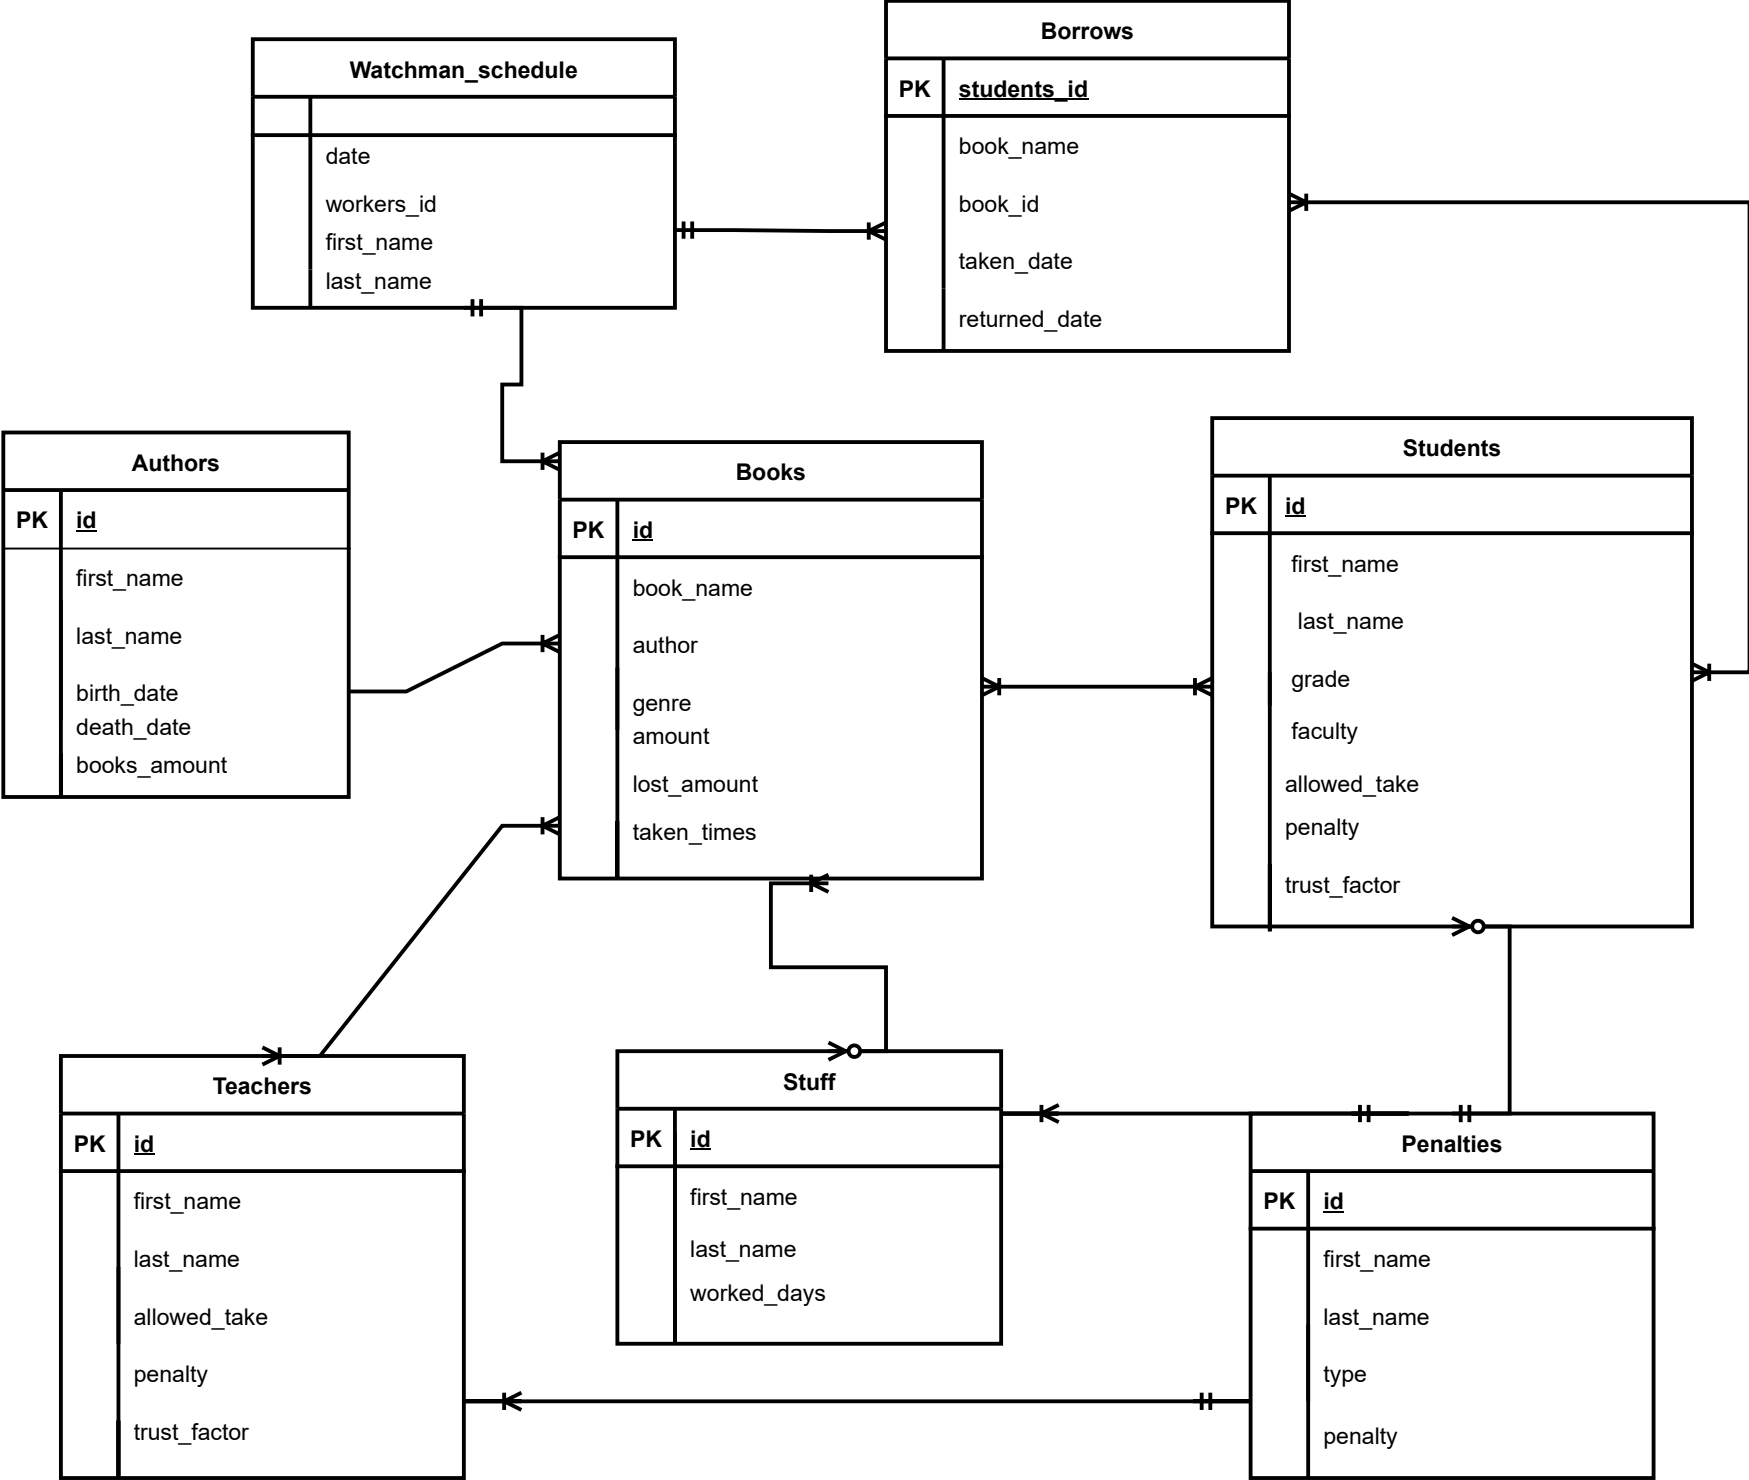 Borrows
PK students_id
book_name
book_id
taken_date
returned_date
Watchman_schedule
date
workers_id
first_name
last_name
Authors
PK id
first_name
last_name
birth_date
death_date
books_amount
Books
PK id
book_name
author
genre
amount
lost_amount
taken_times
Students
PK id
first_name
last_name
grade
faculty
allowed_take
penalty
trust_factor
Teachers
PK id
first_name
last_name
allowed_take
penalty
trust_factor
Stuff
PK id
first_name
last_name
worked_days
Penalties
PK id
first_name
last_name
type
penalty